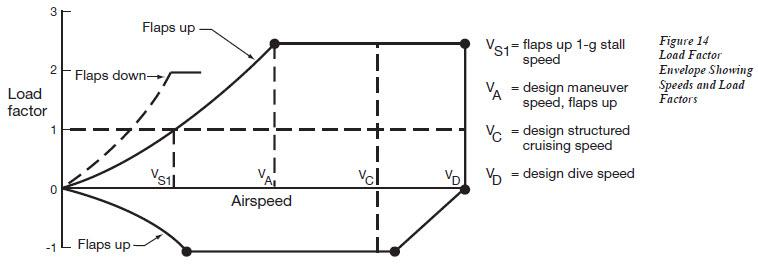 3
2
1
0
-1
Load
factor
Flaps up
Flaps down
Flaps up
VS1
VA
VC
VD
Airspeed
VS1 = flaps up 1-g stall
speed
VA = design maneuver
speed, flaps up
VC = design structured
cruising speed
VD = design dive speed
Figure 14
Load Factor
Envelope Showing
Speeds and Load
Factors